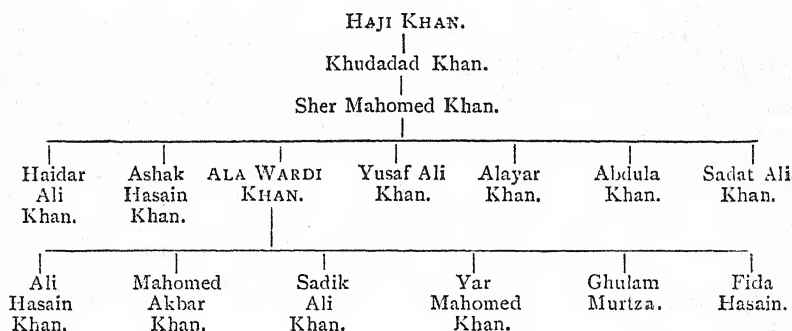 HAJI KHAN.
Khudadad Khan.
Sher Mahomed Khan.
Haidar Ali Khan.
Ashak Hasain Khan.
ALA WARDI KHAN.
Yusaf Ali Khan.
Alayar Khan.
Abdula Khan.
Sadat Ali Khan.
Ali Hasain Khan.
Mahomed Akbar Khan.
Sadik Ali Khan.
Yar Mahomed Khan.
Ghulam Murtza.
Fida Hasain.